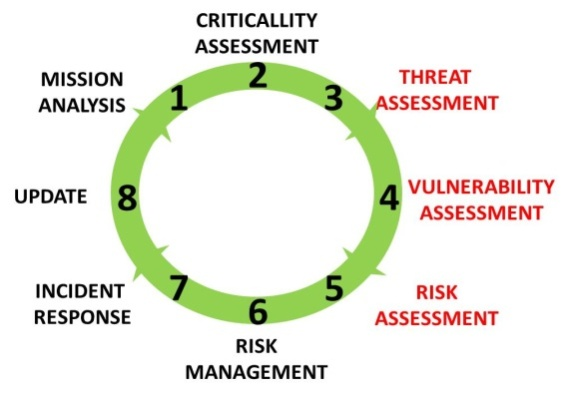 CRITICALLITY
ASSESSMENT
2
MISSION
ANALYSIS
1
3
THREAT
ASSESSMENT
4
VULNERABILITY
ASSESSMENT
5
RISK
ASSESSMENT
6
RISK
MANAGEMENT
7
INCIDENT
RESPONSE
8
UPDATE